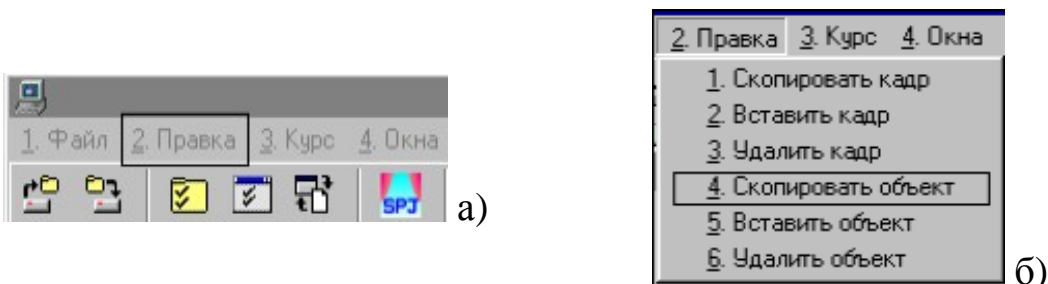 1. Файл 2. Правка 3. Курс 4. Окна
SPJ
а)
2. Правка 3. Курс 4. Окна
1. Скопировать кадр
2. Вставить кадр
3. Удалить кадр
4. Скопировать объект
5. Вставить объект
6. Удалить объект
б)